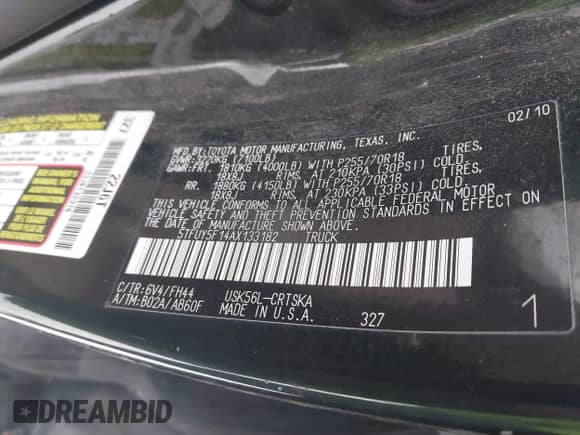 02/10
MFD.BY:TOYOTA MOTOR MANUFACTURING, TEXAS, INC.
GVWR:3220KG (7100LB)
GAWR:FRT. 1810KG (4000LB) WITH P255/70R18 TIRES,
18X8J RIMS, AT 210KPA (30PSI) COLD.
RR. 1880KG (4150LB) WITH P255/70R18 TIRES,
18X8J RIMS, AT 230KPA (33PSI) COLD.
THIS VEHICLE CONFORMS TO ALL APPLICABLE FEDERAL MOTOR
VEHICLE SAFETY AND THEFT PREVENTION STANDARDS IN EFFECT ON
THE DATE OF MANUFACTURE SHOWN ABOVE.
5TFUY5F14AX133182 TRUCK
C/TR:6V4/FH44 USK56L-CRTSKA
A/TM:B02A/AB60F MADE IN U.S.A. 327 1
327
22161T
DREAMBID